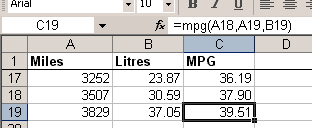 Arial 10 B I U
C19 fx =mpg(A18,A19,B19)
A B C D
1 Miles Litres MPG
17 3252 23.87 36.19
18 3507 30.59 37.90
19 3829 37.05 39.51